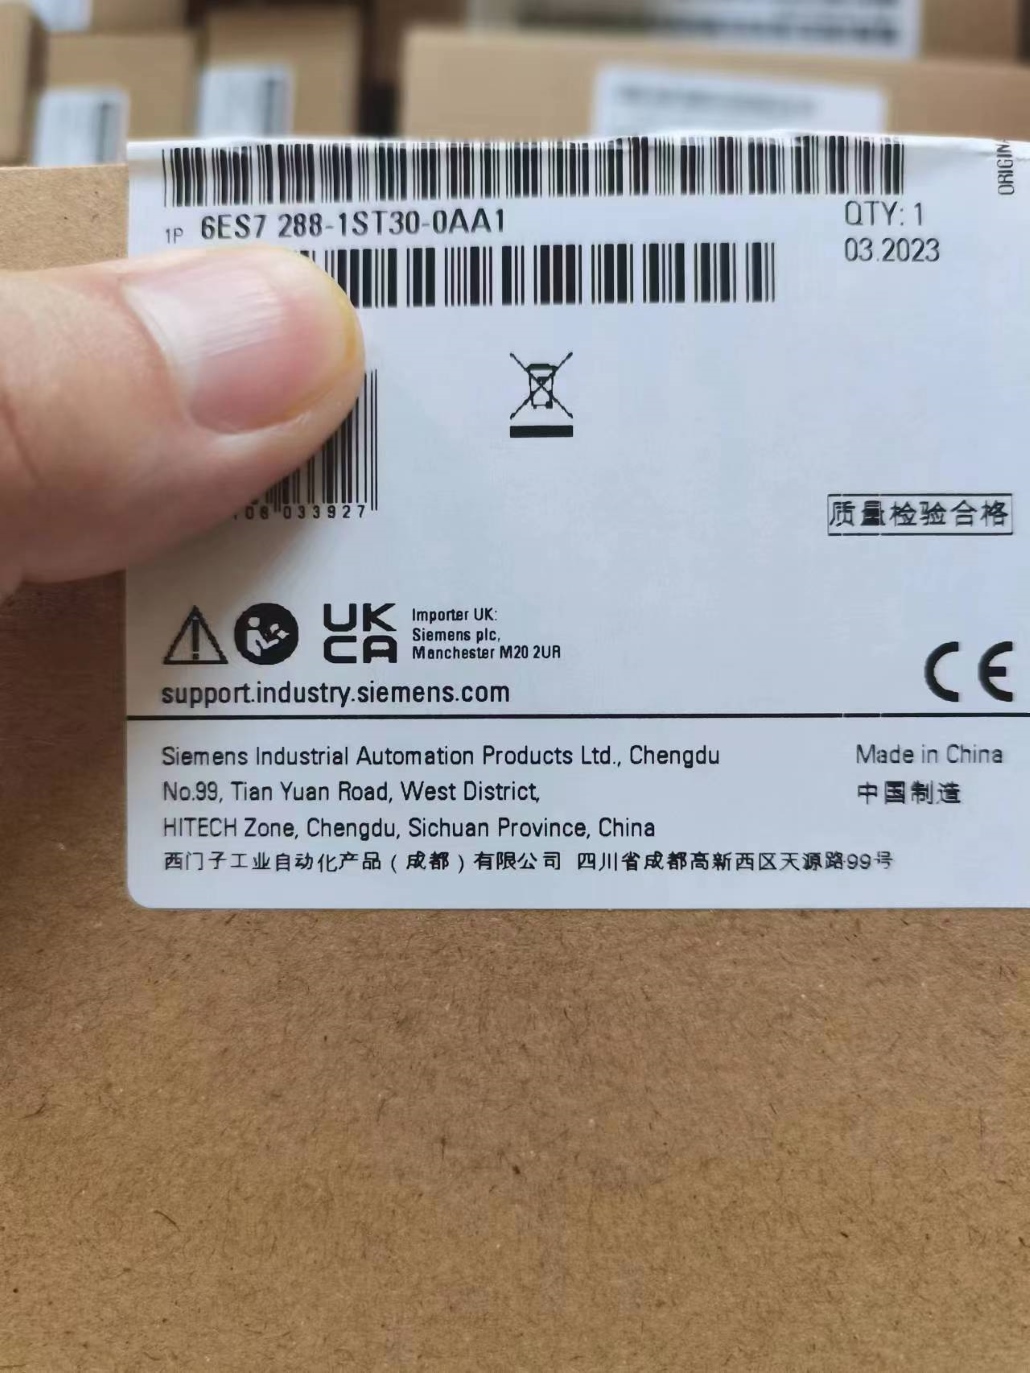 ORIGIN
1P 6ES7 288-1ST30-0AA1
QTY: 1
03.2023
08 033927
质量检验合格
UK
CA
Importer UK:
Siemens plc,
Manchester M20 2UR
CE
support.industry.siemens.com
Siemens Industrial Automation Products Ltd., Chengdu
No.99, Tian Yuan Road, West District,
HITECH Zone, Chengdu, Sichuan Province, China
Made in China
中国制造
西门子工业自动化产品(成都)有限公司 四川省成都高新西区天源路99号